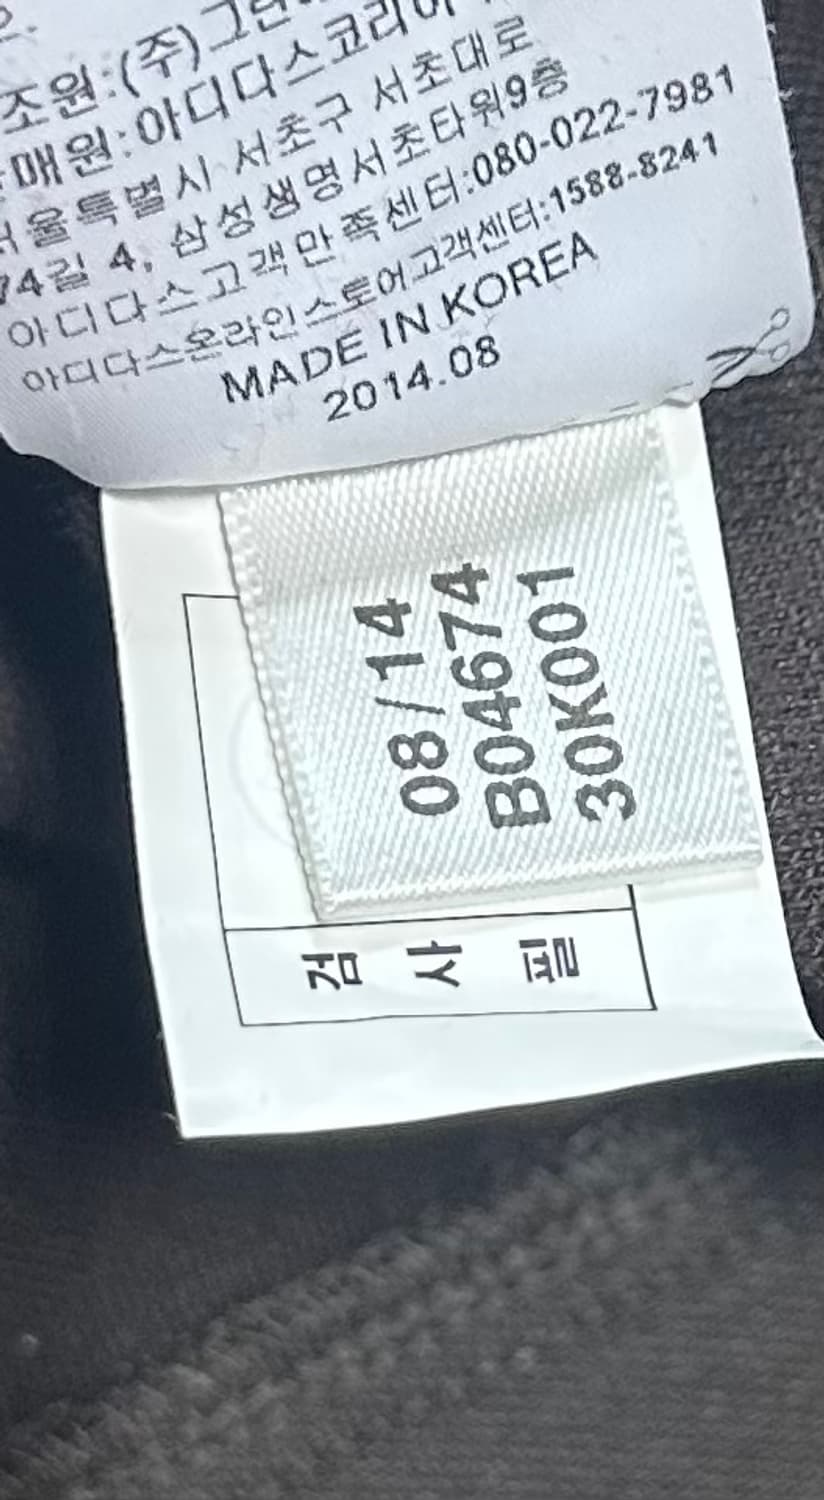 조원:(주)그린
매원:아디다스코리아
서울특별시 서초구 서초대로
74길 4, 삼성생명서초타워9층
아디다스고객만족센터:080-022-7981
아디다스온라인스토어고객센터:1588-8241
MADE IN KOREA
2014.08
08/14
B04674
30K001
검 사 필